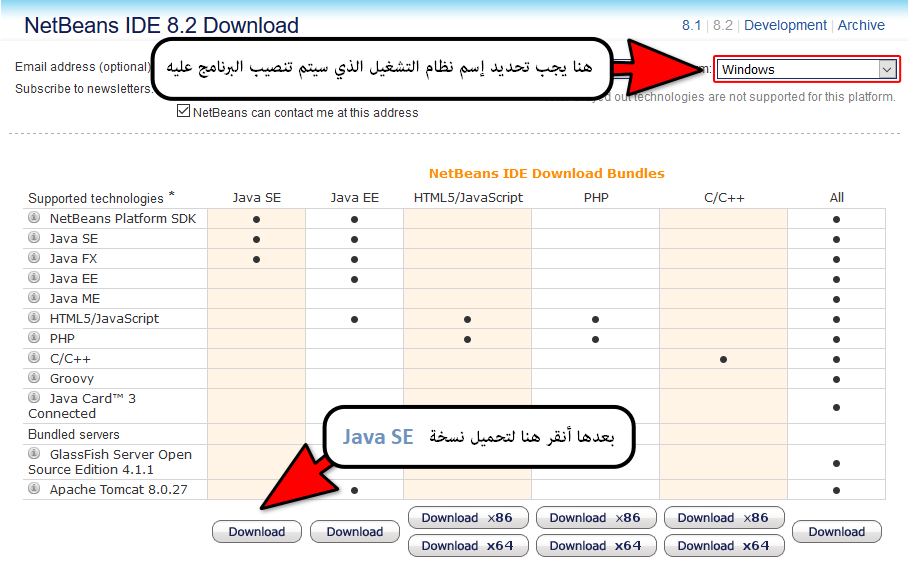 NetBeans IDE 8.2 Download
8.1 | 8.2 | Development | Archive
Email address (optional)
هنا يجب تحديد إسم نظام التشغيل الذي سيتم تنصيب البرنامج عليه
Windows
Subscribe to newsletters:
out technologies are not supported for this platform.
NetBeans can contact me at this address
NetBeans IDE Download Bundles
Supported technologies * Java SE Java EE HTML5/JavaScript PHP C/C++ All
NetBeans Platform SDK • • •
Java SE • • •
Java FX • • •
Java EE • •
Java ME •
HTML5/JavaScript • • • •
PHP • • •
C/C++ • •
Groovy •
Java Card™ 3
Connected •
Bundled servers
بعدها أنقر هنا لتحميل نسخة Java SE
GlassFish Server Open
Source Edition 4.1.1 •
Apache Tomcat 8.0.27 • •
Download Download Download x86 Download x86 Download x86 Download
Download x64 Download x64 Download x64